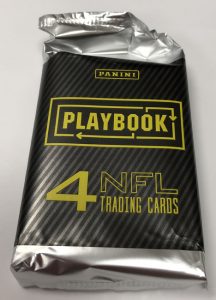 PANINI
PLAYBOOK
4 NFL
TRADING CARDS